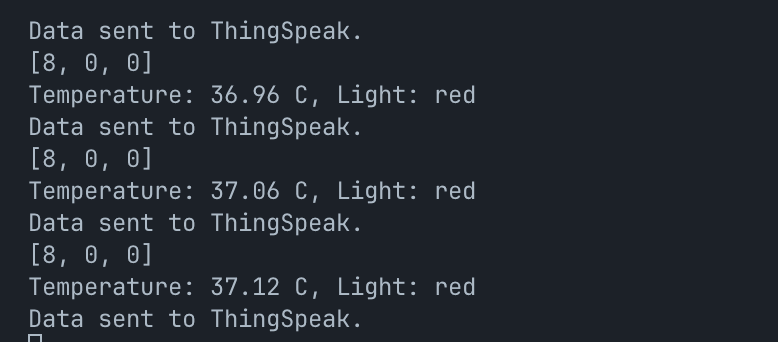 Data sent to ThingSpeak.
[8, 0, 0]
Temperature: 36.96 C, Light: red
Data sent to ThingSpeak.
[8, 0, 0]
Temperature: 37.06 C, Light: red
Data sent to ThingSpeak.
[8, 0, 0]
Temperature: 37.12 C, Light: red
Data sent to ThingSpeak.